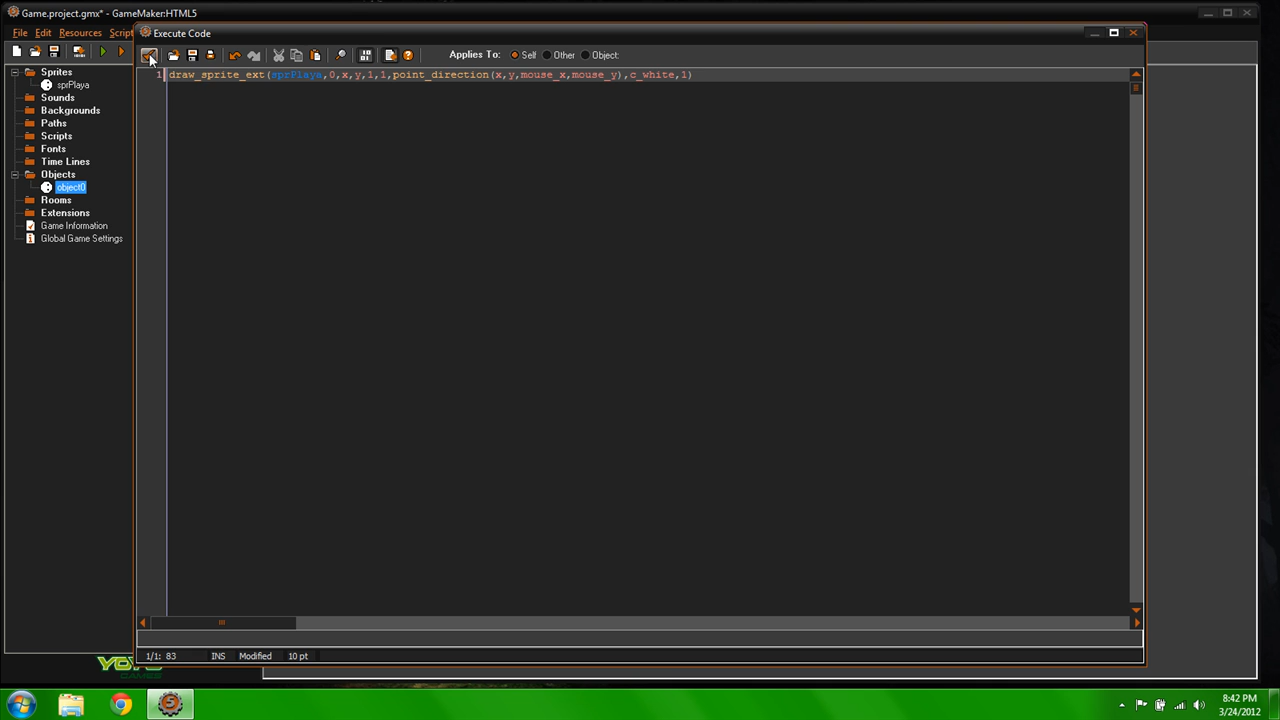 Game.project.gmx* - GameMaker:HTML5
File Edit Resources Script
Execute Code
Applies To: Self Other Object:
1 draw_sprite_ext(sprPlaya,0,x,y,1,1,point_direction(x,y,mouse_x,mouse_y),c_white,1)
Sprites
sprPlaya
Sounds
Backgrounds
Paths
Scripts
Fonts
Time Lines
Objects
object0
Rooms
Extensions
Game Information
Global Game Settings
1/1: 83 INS Modified 10 pt
YOYO
GAMES
8:42 PM
3/24/2012